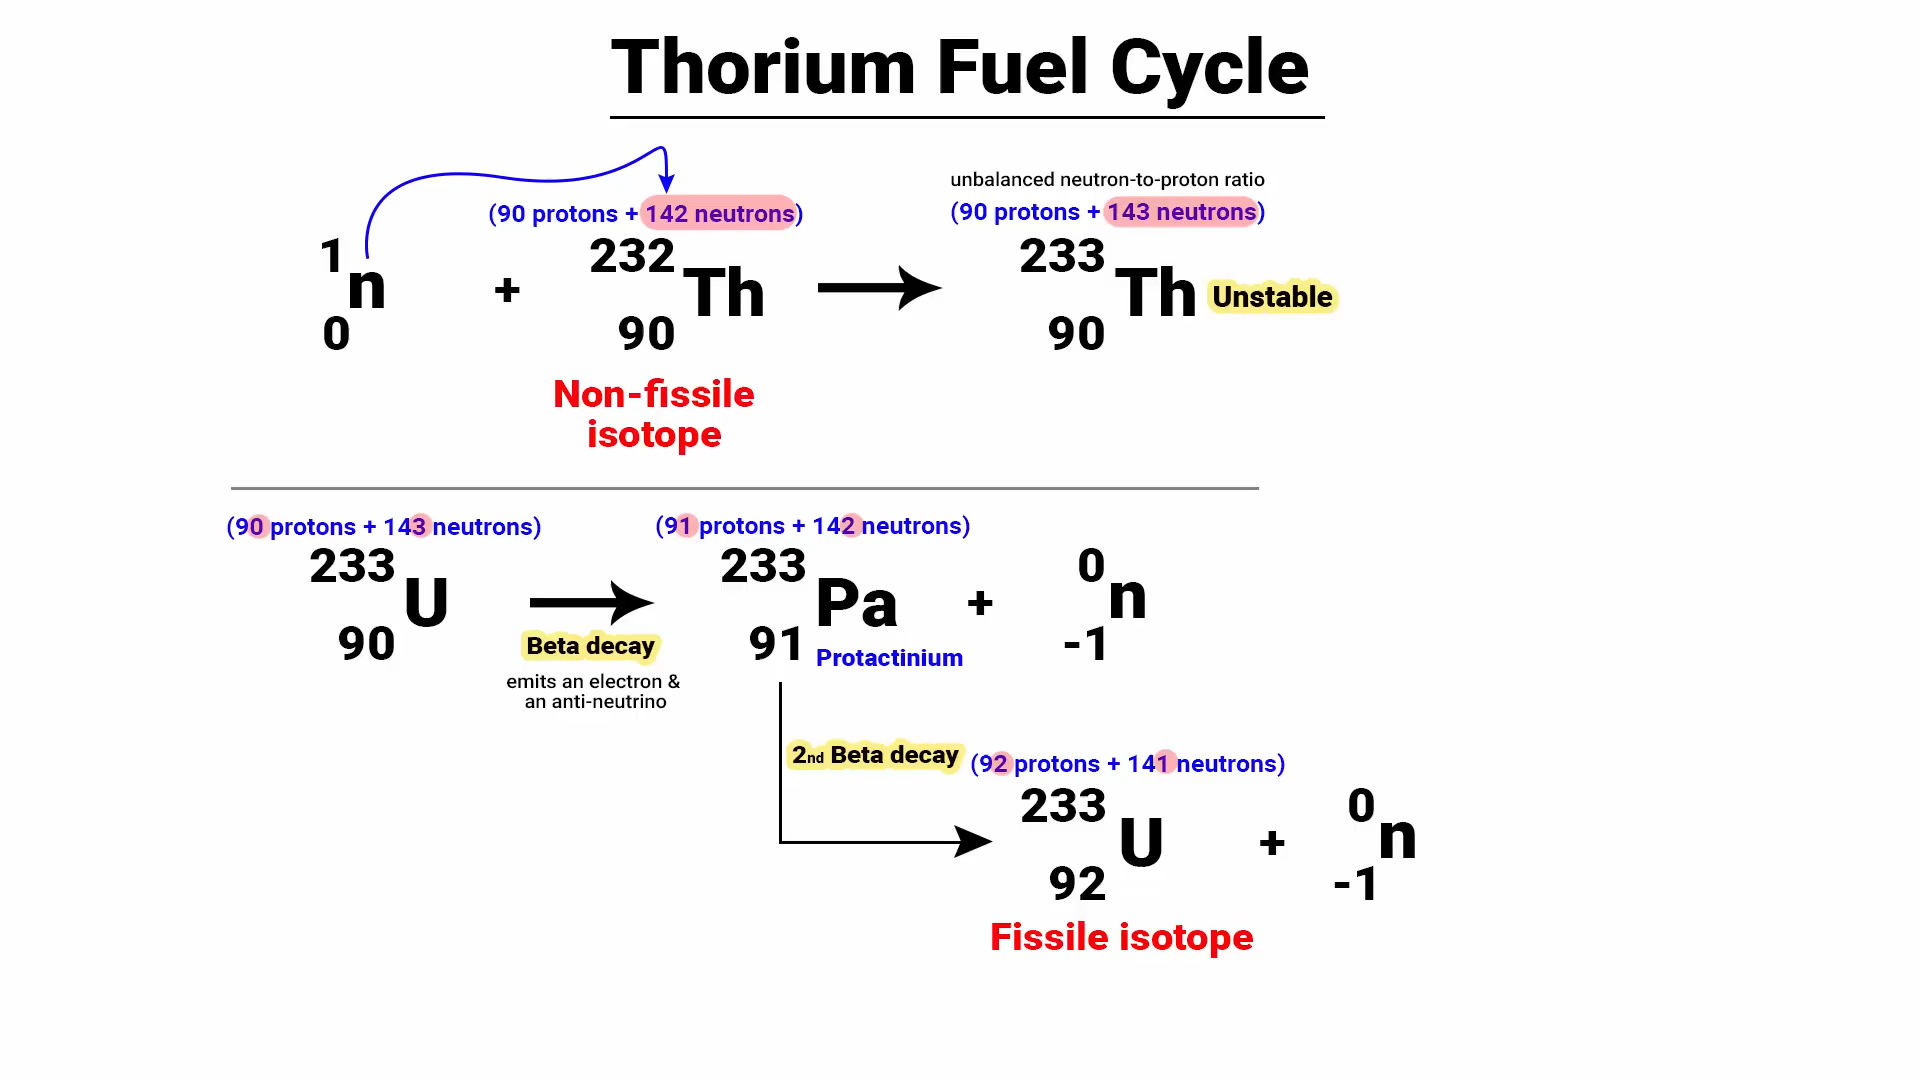 Thorium Fuel Cycle
unbalanced neutron-to-proton ratio
(90 protons + 142 neutrons)
(90 protons + 143 neutrons)
1
0
n
+
232
90
Th
233
90
Th
Unstable
Non-fissile
isotope
(90 protons + 143 neutrons)
(91 protons + 142 neutrons)
233
90
U
Beta decay
emits an electron &
an anti-neutrino
233
91
Pa
Protactinium
+
0
-1
n
2nd Beta decay
(92 protons + 141 neutrons)
233
92
U
+
0
-1
n
Fissile isotope